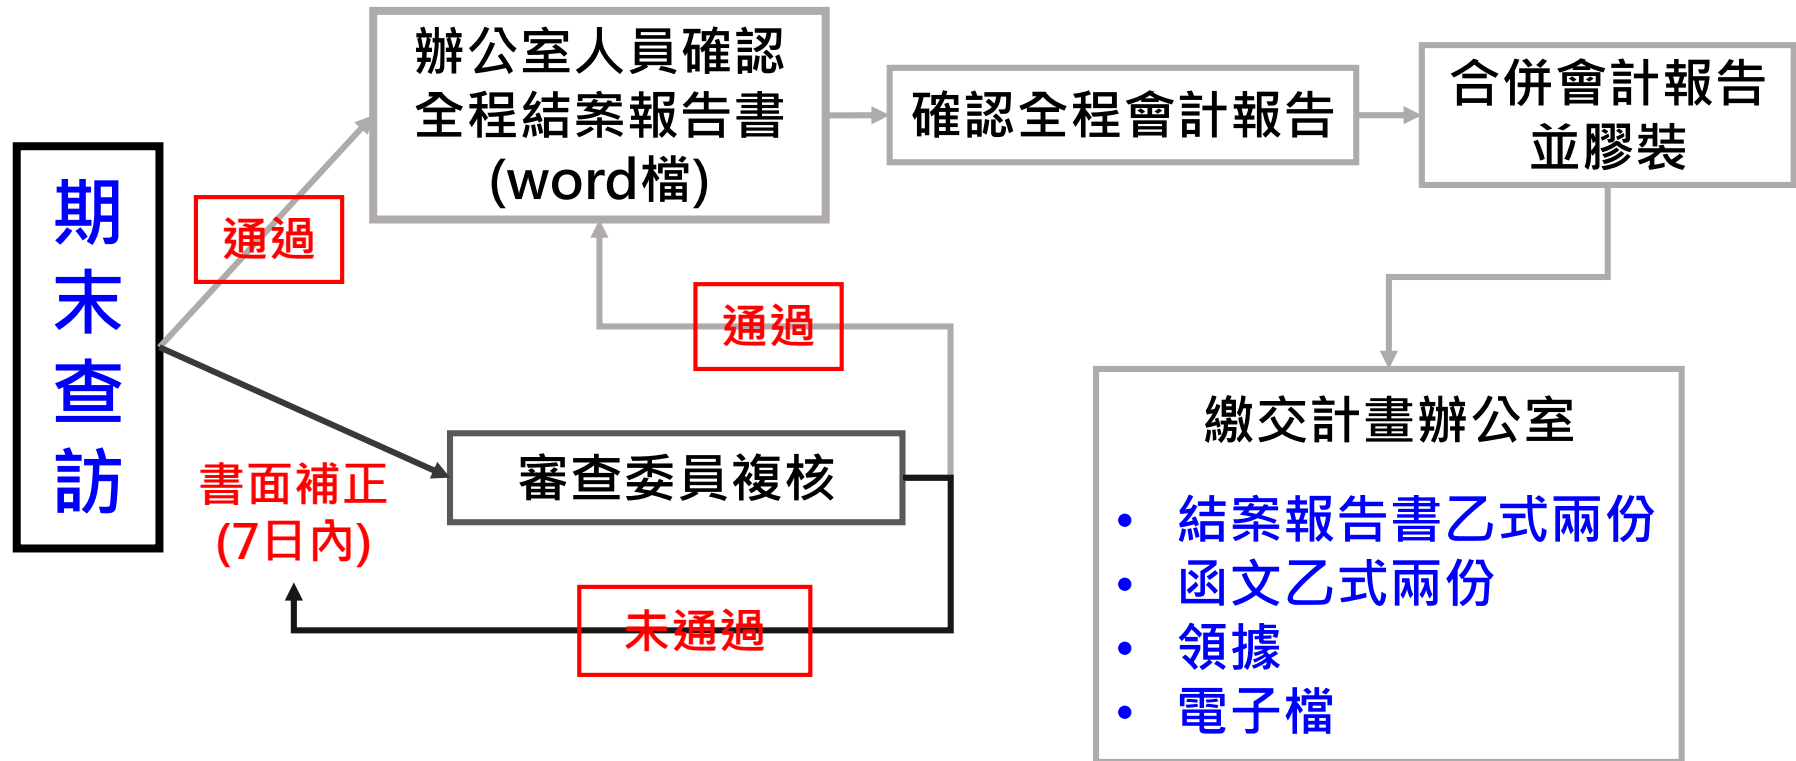 期
末
查
訪
通過
辦公室人員確認
全程結案報告書
(word檔)
確認全程會計報告
合併會計報告
並膠裝
通過
書面補正
(7日內)
審查委員複核
未通過
繳交計畫辦公室
• 結案報告書乙式兩份
• 函文乙式兩份
• 領據
• 電子檔